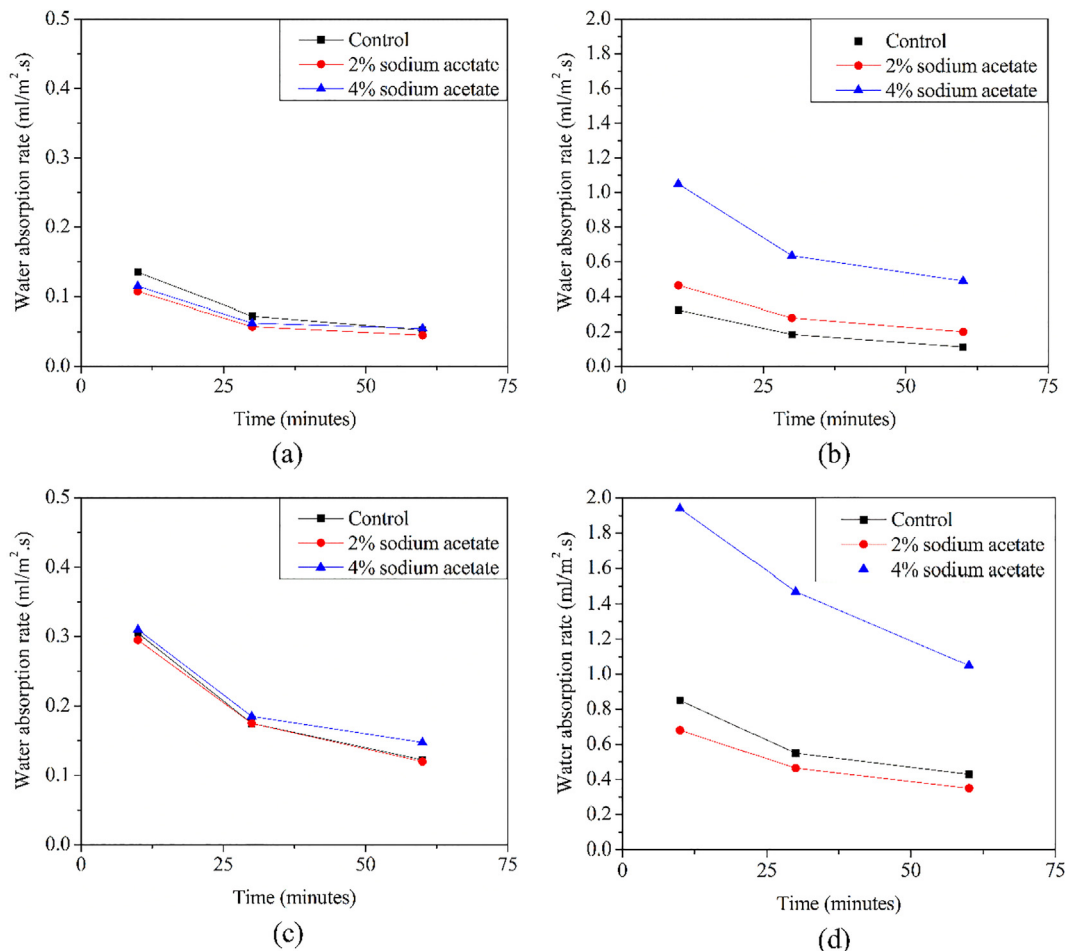 0.5
0.4
0.3
0.2
0.1
0.0
0
25
50
75
Water absorption rate (ml/m².s)
Time (minutes)
Control
2% sodium acetate
4% sodium acetate
(a)
2.0
1.8
1.6
1.4
1.2
1.0
0.8
0.6
0.4
0.2
0.0
0
25
50
75
Water absorption rate (ml/m².s)
Time (minutes)
Control
2% sodium acetate
4% sodium acetate
(b)
0.5
0.4
0.3
0.2
0.1
0.0
0
25
50
75
Water absorption rate (ml/m².s)
Time (minutes)
Control
2% sodium acetate
4% sodium acetate
(c)
2.0
1.8
1.6
1.4
1.2
1.0
0.8
0.6
0.4
0.2
0.0
0
25
50
75
Water absorption rate (ml/m².s)
Time (minutes)
Control
2% sodium acetate
4% sodium acetate
(d)